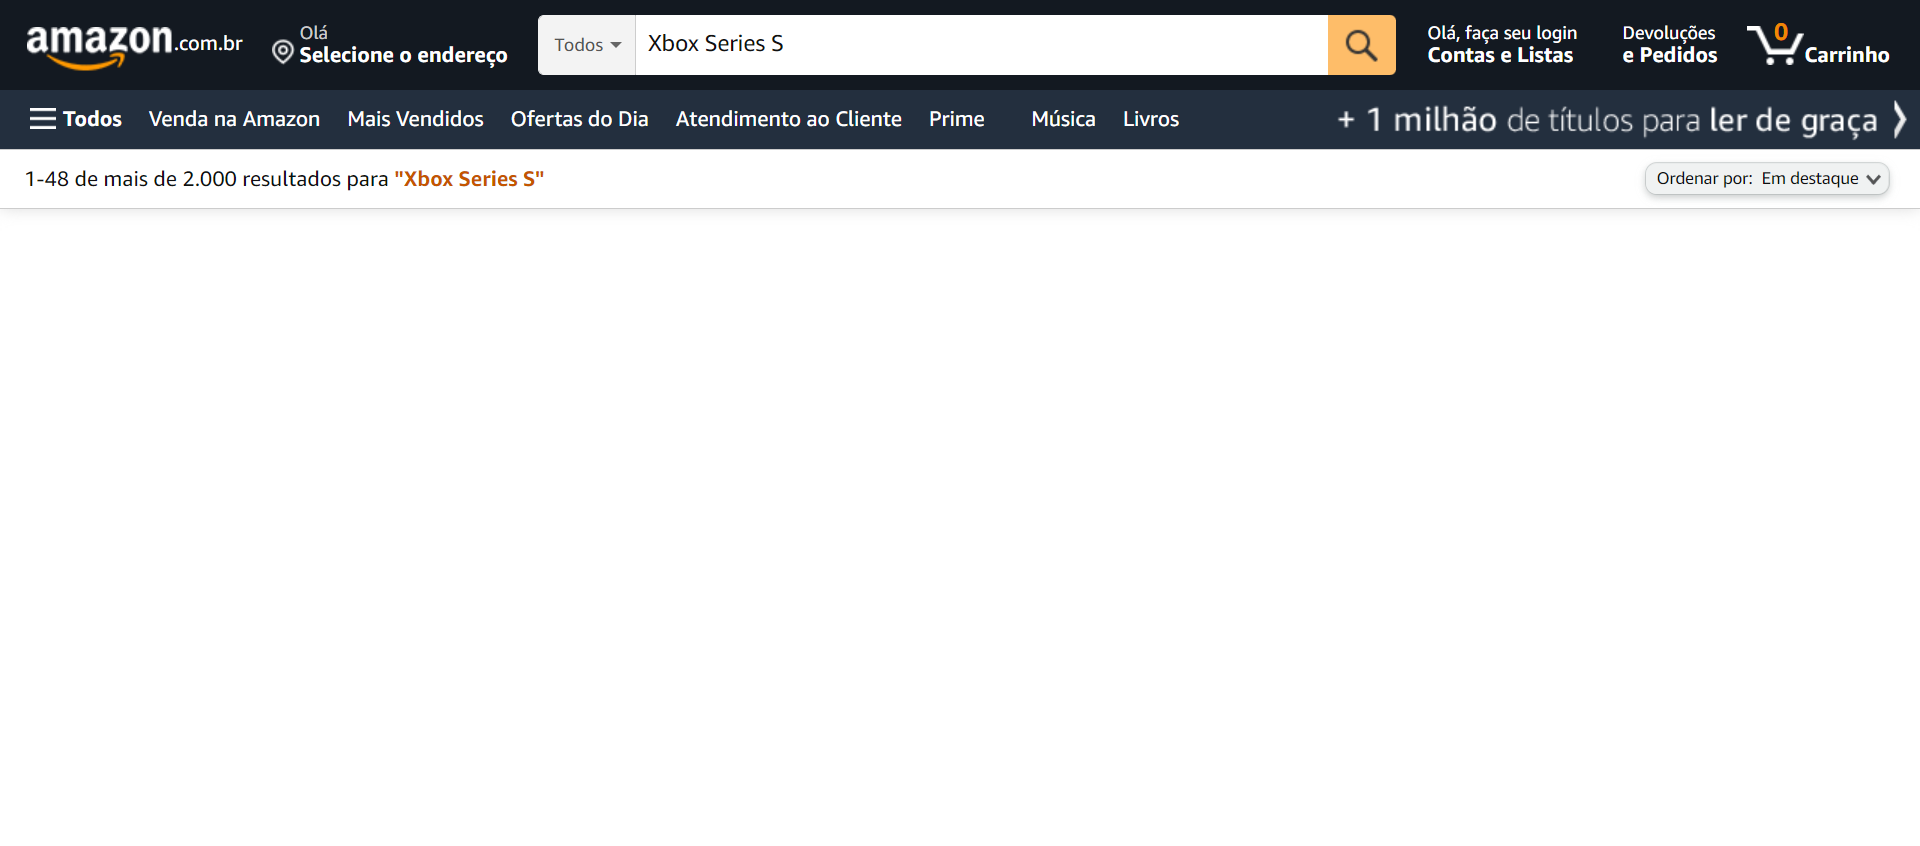 amazon.com.br
Olá
Selecione o endereço
Todos
Xbox Series S
Olá, faça seu login
Contas e Listas
Devoluções
e Pedidos
0
Carrinho
Todos
Venda na Amazon
Mais Vendidos
Ofertas do Dia
Atendimento ao Cliente
Prime
Música
Livros
+ 1 milhão de títulos para ler de graça
1-48 de mais de 2.000 resultados para "Xbox Series S"
Ordenar por: Em destaque